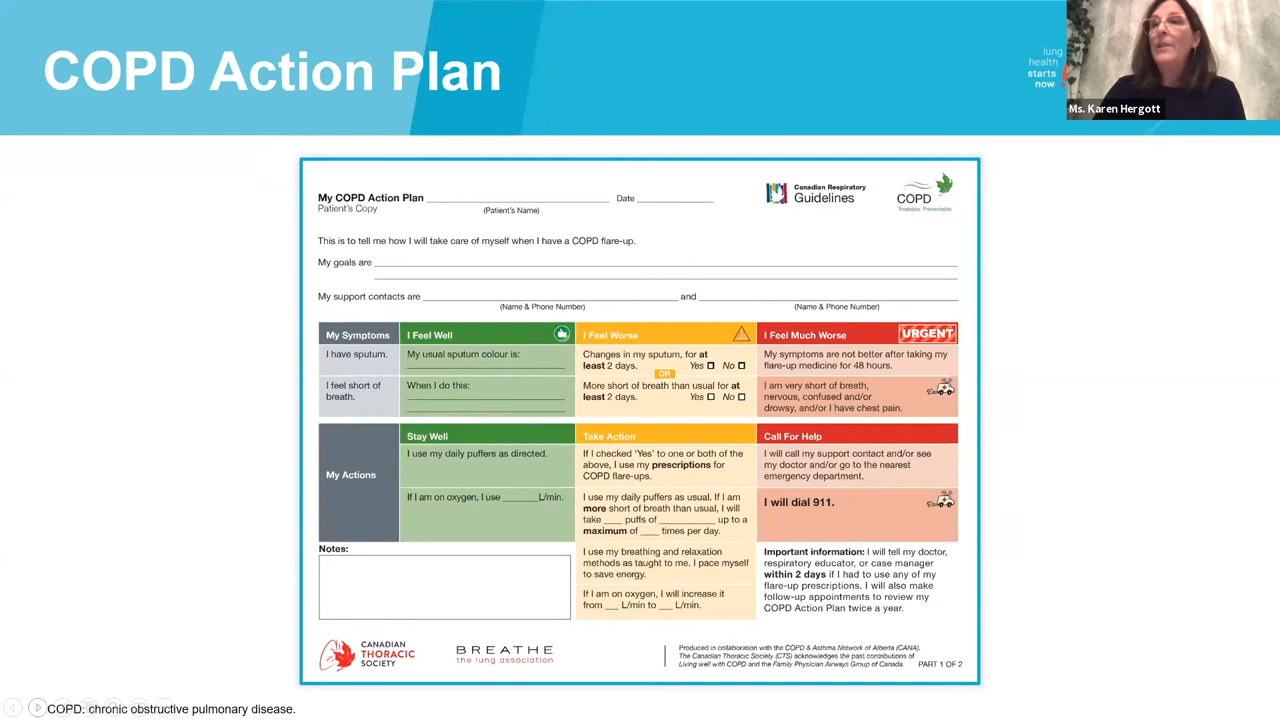 COPD Action Plan
lung
health
starts
now
Ms. Karen Hergott
My COPD Action Plan
Patient's Copy
(Patient's Name)
Date
Canadian Respiratory
Guidelines
COPD
Treatable. Preventable.
This is to tell me how I will take care of myself when I have a COPD flare-up.
My goals are
My support contacts are
and
(Name & Phone Number)
(Name & Phone Number)
My Symptoms
I Feel Well
I Feel Worse
I Feel Much Worse
URGENT
I have sputum.
My usual sputum colour is:
Changes in my sputum, for at
least 2 days. Yes No
OR
My symptoms are not better after taking my
flare-up medicine for 48 hours.
I feel short of
breath.
When I do this:
More short of breath than usual for at
least 2 days. Yes No
I am very short of breath,
nervous, confused and/or
drowsy, and/or I have chest pain.
My Actions
Stay Well
Take Action
Call For Help
I use my daily puffers as directed.
If I checked 'Yes' to one or both of the
above, I use my prescriptions for
COPD flare-ups.
I will call my support contact and/or see
my doctor and/or go to the nearest
emergency department.
If I am on oxygen, I use ______L/min.
I use my daily puffers as usual. If I am
more short of breath than usual, I will
take ___ puffs of _________ up to a
maximum of ___ times per day.
I will dial 911.
Notes:
I use my breathing and relaxation
methods as taught to me. I pace myself
to save energy.
If I am on oxygen, I will increase it
from ___ L/min to ___ L/min.
Important information: I will tell my doctor,
respiratory educator, or case manager
within 2 days if I had to use any of my
flare-up prescriptions. I will also make
follow-up appointments to review my
COPD Action Plan twice a year.
CANADIAN
THORACIC
SOCIETY
BREATHE
the lung association
Produced in collaboration with the COPD & Asthma Network of Alberta (CANA).
The Canadian Thoracic Society (CTS) acknowledges the past contributions of
Living well with COPD and the Family Physician Airways Group of Canada.
PART 1 OF 2
COPD: chronic obstructive pulmonary disease.